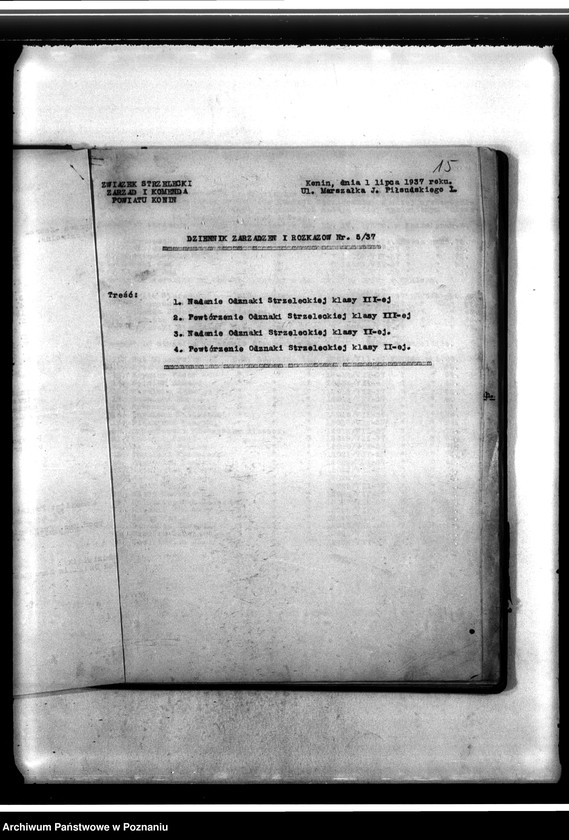 15
ZWIĄZEK STRZELECKI
ZARZĄD I KOMENDA
POWIATU KONIN
Konin, dnia 1 lipca 1937 roku.
Ul. Marszałka J. Piłsudskiego 1.
DZIENNIK ZARZĄDZEŃ I ROZKAZÓW Nr. 5/37
Treść:
1. Nadanie Odznaki Strzeleckiej klasy III-ej
2. Powtórzenie Odznaki Strzeleckiej klasy III-ej
3. Nadanie Odznaki Strzeleckiej klasy II-ej.
4. Powtórzenie Odznaki Strzeleckiej klasy II-ej.
Archiwum Państwowe w Poznaniu